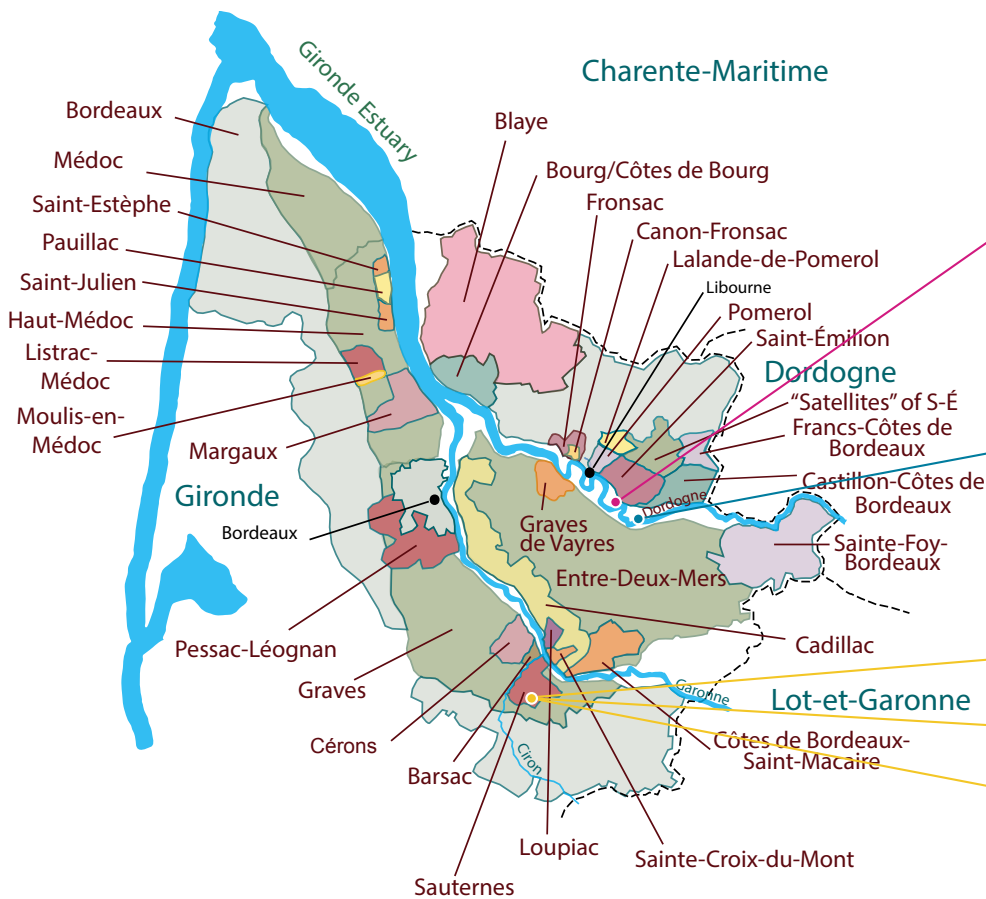 Gironde Estuary
Charente-Maritime
Bordeaux
Médoc
Saint-Estèphe
Pauillac
Saint-Julien
Haut-Médoc
Listrac-
Médoc
Moulis-en-
Médoc
Margaux
Gironde
Bordeaux
Pessac-Léognan
Graves
Cérons
Barsac
Sauternes
Blaye
Bourg/Côtes de Bourg
Fronsac
Canon-Fronsac
Lalande-de-Pomerol
Libourne
Pomerol
Saint-Émilion
Dordogne
"Satellites" of S-É
Francs-Côtes de
Bordeaux
Castillon-Côtes de
Bordeaux
Dordogne
Sainte-Foy-
Bordeaux
Graves
de Vayres
Entre-Deux-Mers
Cadillac
Garonne
Lot-et-Garonne
Côtes de Bordeaux-
Saint-Macaire
Ciron
Loupiac
Sainte-Croix-du-Mont